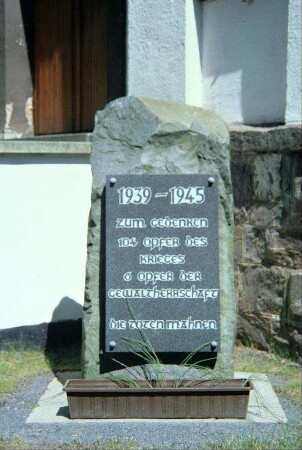 1939 - 1945
ZUM GEDENKEN
104 OPFER DES
KRIEGES
6 OPFER DER
GEWALTHERRSCHAFT
DIE TOTEN MAHNEN